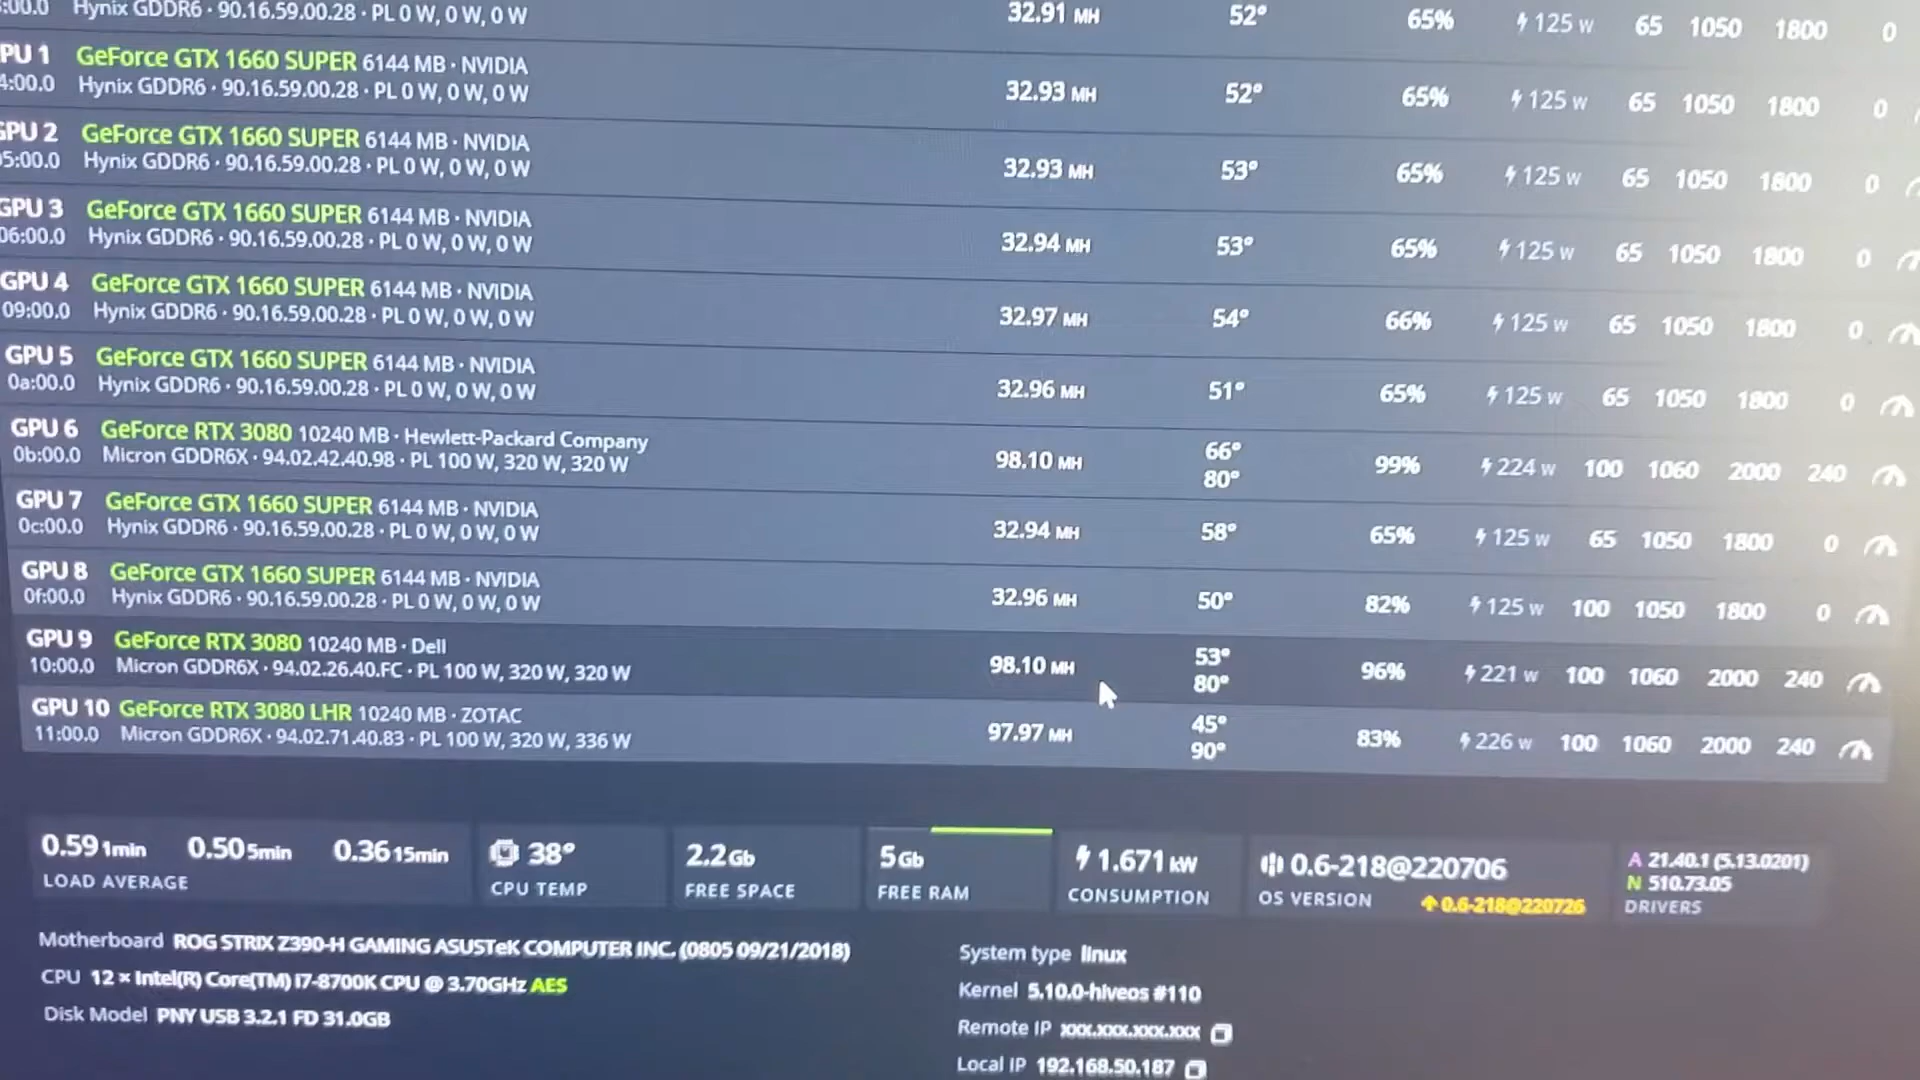 :00.0 Hynix GDDR6 · 90.16.59.00.28 · PL 0 W, 0 W, 0 W 32.91 MH 52° 65% 125 W 65 1050 1800 0
PU 1 GeForce GTX 1660 SUPER 6144 MB · NVIDIA
4:00.0 Hynix GDDR6 · 90.16.59.00.28 · PL 0 W, 0 W, 0 W 32.93 MH 52° 65% 125 W 65 1050 1800 0
GPU 2 GeForce GTX 1660 SUPER 6144 MB · NVIDIA
05:00.0 Hynix GDDR6 · 90.16.59.00.28 · PL 0 W, 0 W, 0 W 32.93 MH 53° 65% 125 W 65 1050 1800 0
GPU 3 GeForce GTX 1660 SUPER 6144 MB · NVIDIA
06:00.0 Hynix GDDR6 · 90.16.59.00.28 · PL 0 W, 0 W, 0 W 32.94 MH 53° 65% 125 W 65 1050 1800 0
GPU 4 GeForce GTX 1660 SUPER 6144 MB · NVIDIA
09:00.0 Hynix GDDR6 · 90.16.59.00.28 · PL 0 W, 0 W, 0 W 32.97 MH 54° 66% 125 W 65 1050 1800 0
GPU 5 GeForce GTX 1660 SUPER 6144 MB · NVIDIA
0a:00.0 Hynix GDDR6 · 90.16.59.00.28 · PL 0 W, 0 W, 0 W 32.96 MH 51° 65% 125 W 65 1050 1800 0
GPU 6 GeForce RTX 3080 10240 MB · Hewlett-Packard Company 66°
0b:00.0 Micron GDDR6X · 94.02.42.40.98 · PL 100 W, 320 W, 320 W 98.10 MH 80° 99% 224 W 100 1060 2000 240
GPU 7 GeForce GTX 1660 SUPER 6144 MB · NVIDIA
0c:00.0 Hynix GDDR6 · 90.16.59.00.28 · PL 0 W, 0 W, 0 W 32.94 MH 58° 65% 125 W 65 1050 1800 0
GPU 8 GeForce GTX 1660 SUPER 6144 MB · NVIDIA
0f:00.0 Hynix GDDR6 · 90.16.59.00.28 · PL 0 W, 0 W, 0 W 32.96 MH 50° 82% 125 W 100 1050 1800 0
GPU 9 GeForce RTX 3080 10240 MB · Dell 53°
10:00.0 Micron GDDR6X · 94.02.26.40.FC · PL 100 W, 320 W, 320 W 98.10 MH 80° 96% 221 W 100 1060 2000 240
GPU 10 GeForce RTX 3080 LHR 10240 MB · ZOTAC 45°
11:00.0 Micron GDDR6X · 94.02.71.40.83 · PL 100 W, 320 W, 336 W 97.97 MH 90° 83% 226 W 100 1060 2000 240
0.59 1min 0.50 5min 0.36 15min
LOAD AVERAGE
38°
CPU TEMP
2.2 Gb
FREE SPACE
5 Gb
FREE RAM
1.671 kW
CONSUMPTION
0.6-218@220706
OS VERSION 0.6-218@220726
A 21.40.1 (5.13.0201)
N 510.73.05
DRIVERS
Motherboard ROG STRIX Z390-H GAMING ASUSTeK COMPUTER INC. (0805 09/21/2018)
CPU 12 × Intel(R) Core(TM) i7-8700K CPU @ 3.70GHz AES
Disk Model PNY USB 3.2.1 FD 31.0GB
System type linux
Kernel 5.10.0-hiveos #110
Remote IP xxx.xxx.xxx.xxx
Local IP 192.168.50.187